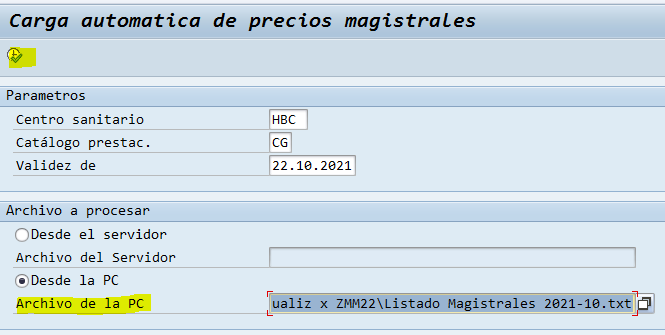 Carga automatica de precios magistrales
Parametros
Centro sanitario HBC
Catálogo prestac. CG
Validez de 22.10.2021
Archivo a procesar
Desde el servidor
Archivo del Servidor
Desde la PC
Archivo de la PC ualiz x ZMM22\Listado Magistrales 2021-10.txt